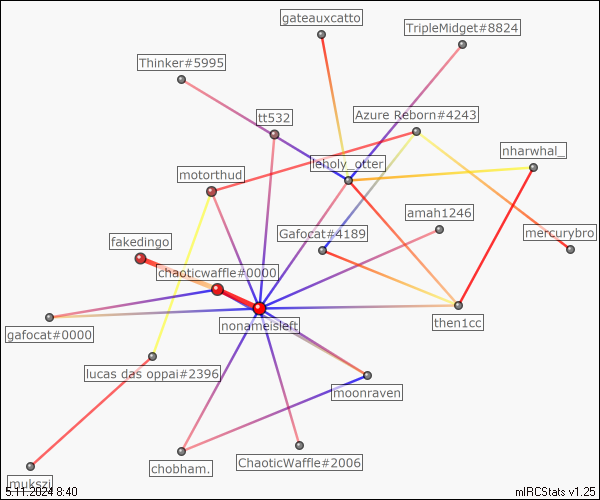 gateauxcatto
TripleMidget#8824
Thinker#5995
tt532
Azure Reborn#4243
nharwhal_
leholy_otter
motorthud
amah1246
Gafocat#4189
mercurybro
fakedingo
chaoticwaffle#0000
nonameisleft
then1cc
gafocat#0000
lucas das oppai#2396
moonraven
chobham.
ChaoticWaffle#2006
mukszi
5.11.2024 8:40
mIRCStats v1.25